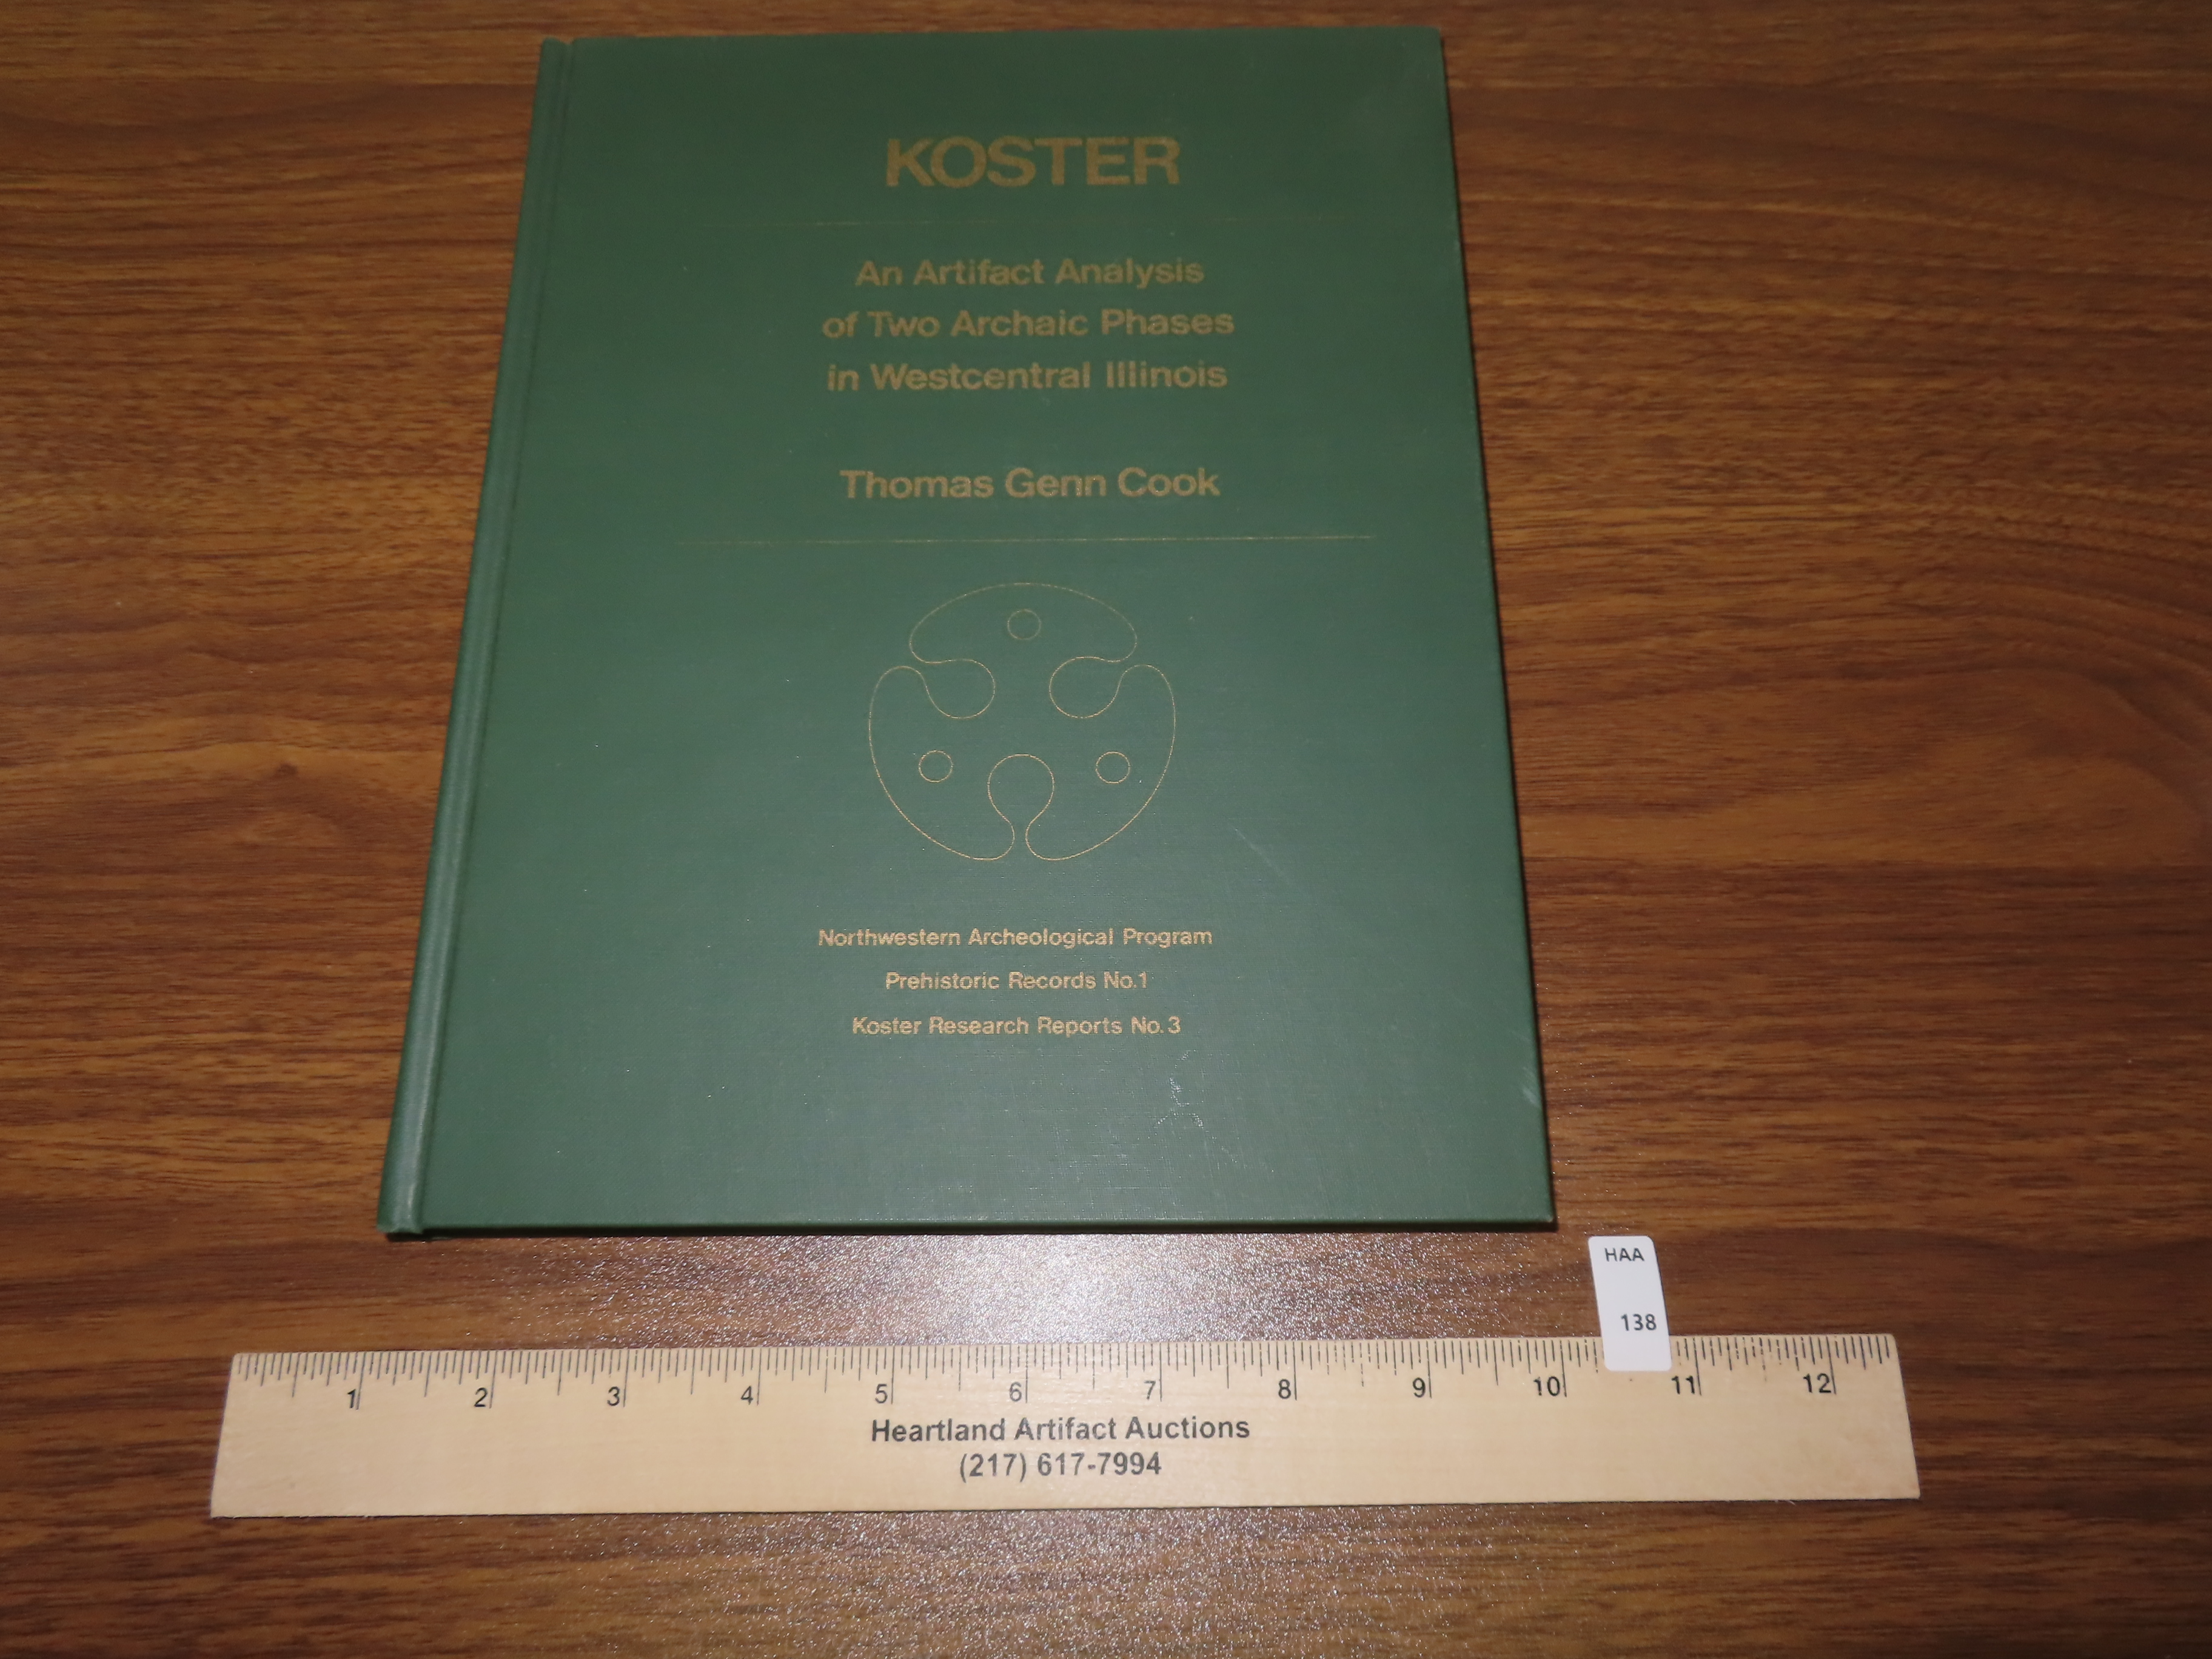 KOSTER
An Artifact Analysis
of Two Archaic Phases
in Westcentral Illinois
Thomas Genn Cook
Northwestern Archeological Program
Prehistoric Records No.1
Koster Research Reports No.3
HAA
138
1 2 3 4 5 6 7 8 9 10 11 12
Heartland Artifact Auctions
(217) 617-7994